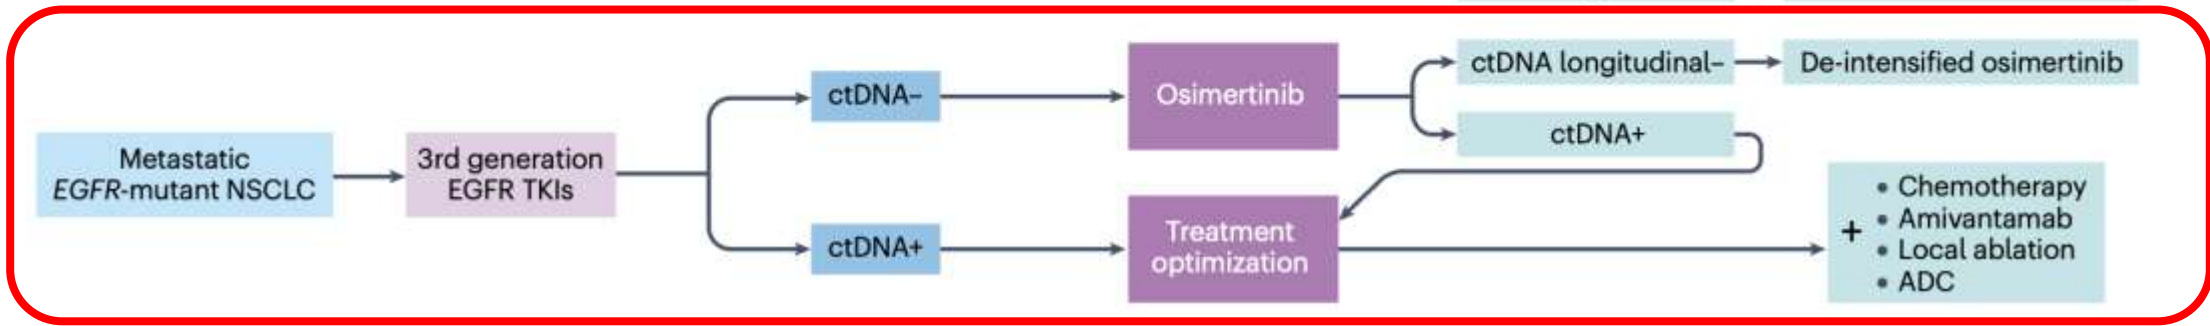 Metastatic
EGFR-mutant NSCLC
3rd generation
EGFR TKIs
ctDNA–
ctDNA+
Osimertinib
Treatment
optimization
ctDNA longitudinal–
ctDNA+
De-intensified osimertinib
+
• Chemotherapy
• Amivantamab
• Local ablation
• ADC